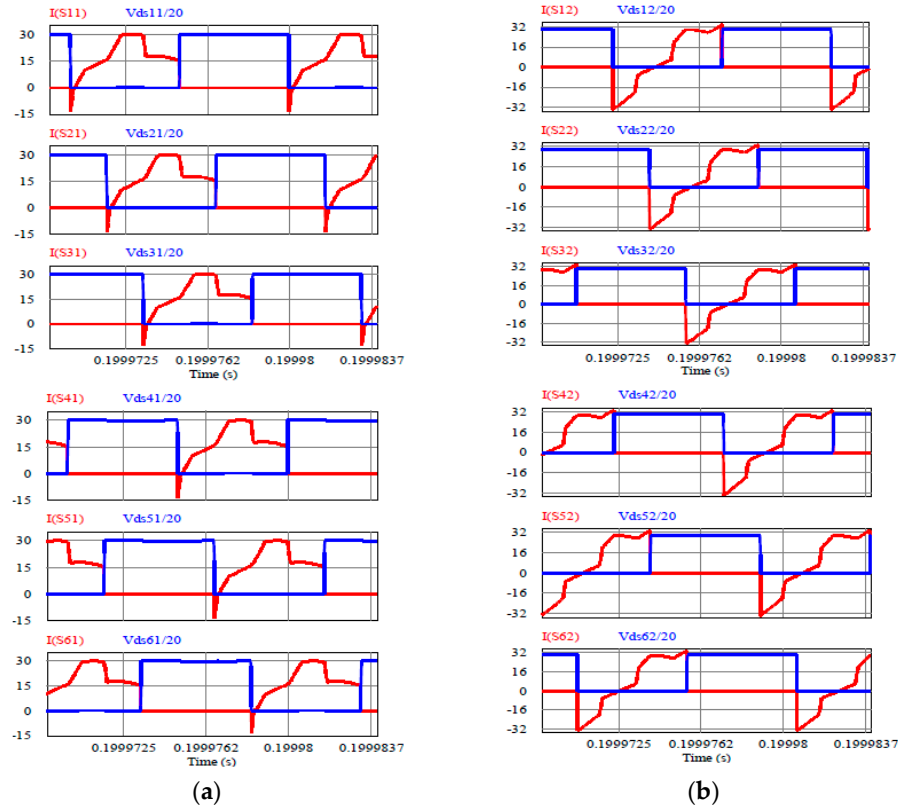 I(S11) Vds11/20
30
15
0
-15
I(S21) Vds21/20
30
15
0
-15
I(S31) Vds31/20
30
15
0
-15
0.1999725 0.1999762 0.19998 0.1999837
Time (s)
I(S41) Vds41/20
30
15
0
-15
I(S51) Vds51/20
30
15
0
-15
I(S61) Vds61/20
30
15
0
-15
0.1999725 0.1999762 0.19998 0.1999837
Time (s)
(a)
I(S12) Vds12/20
32
16
0
-16
-32
I(S22) Vds22/20
32
16
0
-16
-32
I(S32) Vds32/20
32
16
0
-16
-32
0.1999725 0.1999762 0.19998 0.1999837
Time (s)
I(S42) Vds42/20
32
16
0
-16
-32
I(S52) Vds52/20
32
16
0
-16
-32
I(S62) Vds62/20
32
16
0
-16
-32
0.1999725 0.1999762 0.19998 0.1999837
Time (s)
(b)